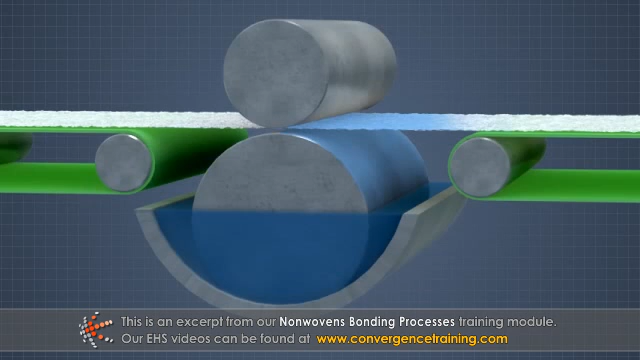 This is an excerpt from our Nonwovens Bonding Processes training module.
Our EHS videos can be found at www.convergencetraining.com